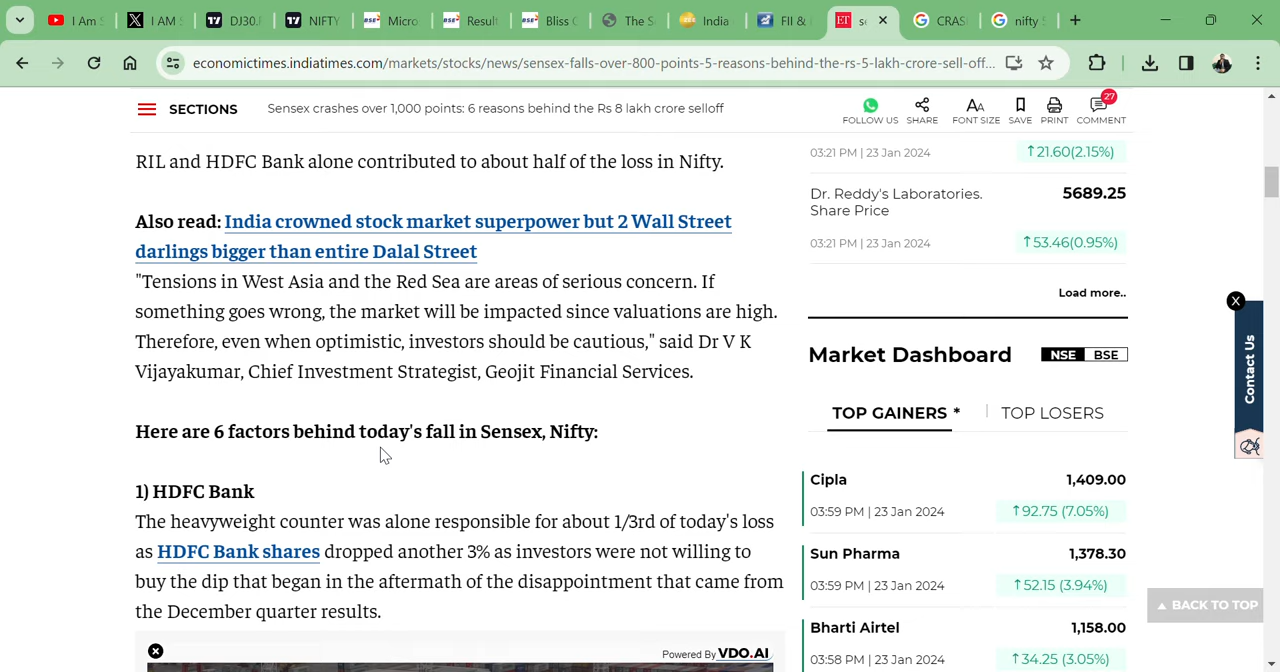 I Am
I AM
DJ30.
NIFTY
Micro
Result
Bliss C
The S
India
FII &
se
CRAS
nifty
economictimes.indiatimes.com/markets/stocks/news/sensex-falls-over-800-points-5-reasons-behind-the-rs-5-lakh-crore-sell-off...
SECTIONS
Sensex crashes over 1,000 points: 6 reasons behind the Rs 8 lakh crore selloff
FOLLOW US
SHARE
FONT SIZE
SAVE
PRINT
27
COMMENT
RIL and HDFC Bank alone contributed to about half of the loss in Nifty.
Also read: India crowned stock market superpower but 2 Wall Street
darlings bigger than entire Dalal Street
"Tensions in West Asia and the Red Sea are areas of serious concern. If
something goes wrong, the market will be impacted since valuations are high.
Therefore, even when optimistic, investors should be cautious," said Dr V K
Vijayakumar, Chief Investment Strategist, Geojit Financial Services.
Here are 6 factors behind today's fall in Sensex, Nifty:
1) HDFC Bank
The heavyweight counter was alone responsible for about 1/3rd of today's loss
as HDFC Bank shares dropped another 3% as investors were not willing to
buy the dip that began in the aftermath of the disappointment that came from
the December quarter results.
Powered By VDO.AI
03:21 PM | 23 Jan 2024 ↑21.60(2.15%)
Dr. Reddy's Laboratories. 5689.25
Share Price
03:21 PM | 23 Jan 2024 ↑53.46(0.95%)
Load more..
Market Dashboard NSE BSE
TOP GAINERS * TOP LOSERS
Cipla 1,409.00
03:59 PM | 23 Jan 2024 ↑92.75 (7.05%)
Sun Pharma 1,378.30
03:59 PM | 23 Jan 2024 ↑52.15 (3.94%)
Bharti Airtel 1,158.00
03:58 PM | 23 Jan 2024 ↑34.25 (3.05%)
X
Contact Us
BACK TO TOP